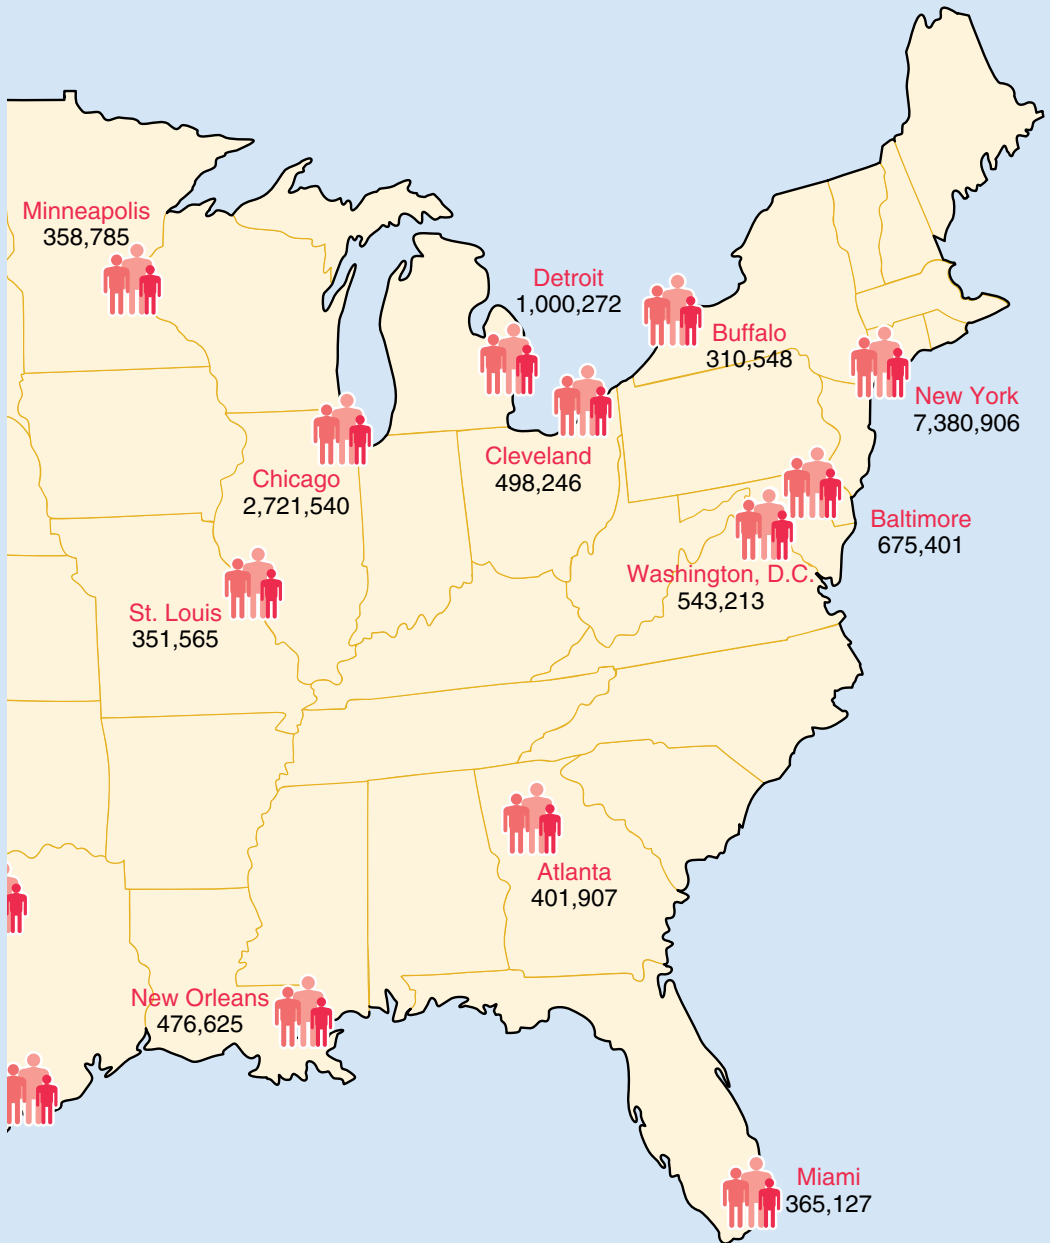 Minneapolis
358,785
Detroit
1,000,272
Buffalo
310,548
New York
7,380,906
Cleveland
498,246
Chicago
2,721,540
Baltimore
675,401
Washington, D.C.
543,213
St. Louis
351,565
Atlanta
401,907
New Orleans
476,625
Miami
365,127